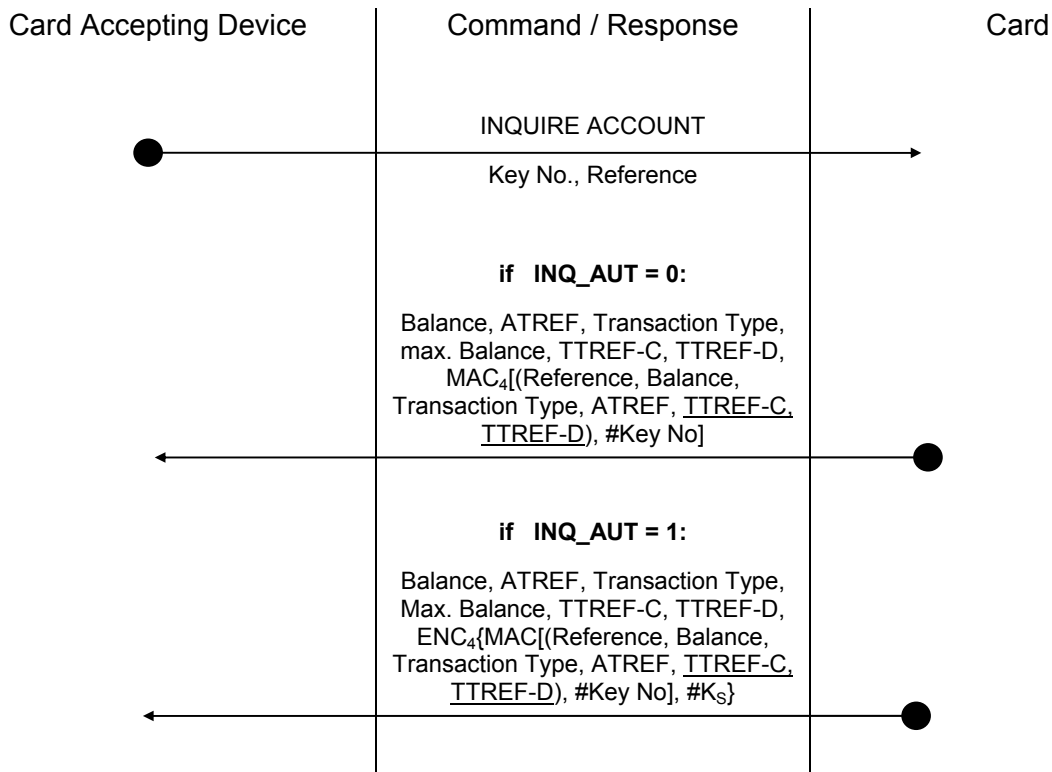 Card Accepting Device Command / Response Card
INQUIRE ACCOUNT
Key No., Reference
if INQ_AUT = 0:
Balance, ATREF, Transaction Type,
max. Balance, TTREF-C, TTREF-D,
MAC₄[(Reference, Balance,
Transaction Type, ATREF, TTREF-C,
TTREF-D), #Key No]
if INQ_AUT = 1:
Balance, ATREF, Transaction Type,
Max. Balance, TTREF-C, TTREF-D,
ENC₄{MAC[(Reference, Balance,
Transaction Type, ATREF, TTREF-C,
TTREF-D), #Key No], #Kₛ}